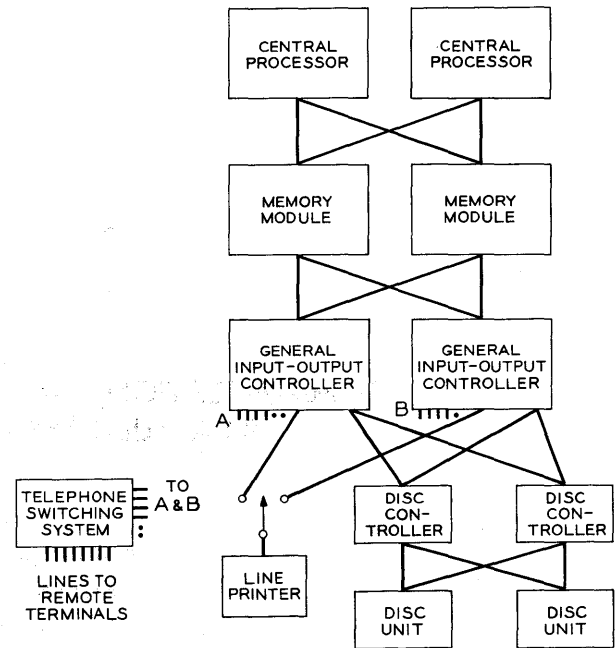 CENTRAL
PROCESSOR
CENTRAL
PROCESSOR
MEMORY
MODULE
MEMORY
MODULE
GENERAL
INPUT-OUTPUT
CONTROLLER
GENERAL
INPUT-OUTPUT
CONTROLLER
A
B
TELEPHONE
SWITCHING
SYSTEM
TO
A & B
LINES TO
REMOTE
TERMINALS
LINE
PRINTER
DISC
CON-
TROLLER
DISC
CON-
TROLLER
DISC
UNIT
DISC
UNIT